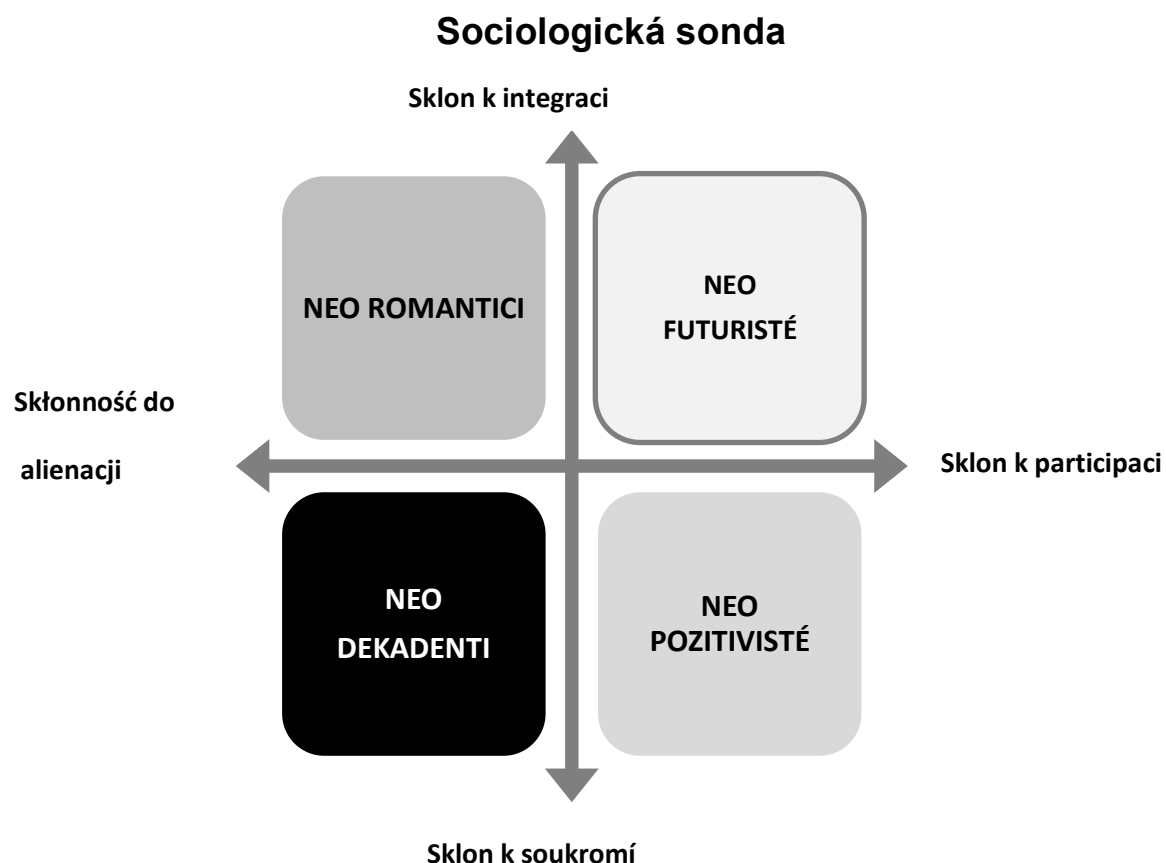 Sociologická sonda
Sklon k integraci
NEO ROMANTICI
NEO
FUTURISTÉ
Skłonność do
alienacji
Sklon k participaci
NEO
DEKADENTI
NEO
POZITIVISTÉ
Sklon k soukromí